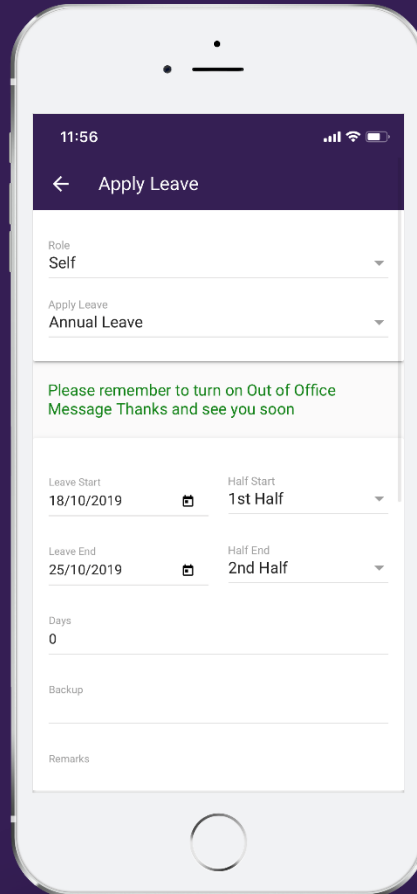 11:56
Apply Leave
Role
Self
Apply Leave
Annual Leave
Please remember to turn on Out of Office
Message Thanks and see you soon
Leave Start
18/10/2019
Half Start
1st Half
Leave End
25/10/2019
Half End
2nd Half
Days
0
Backup
Remarks